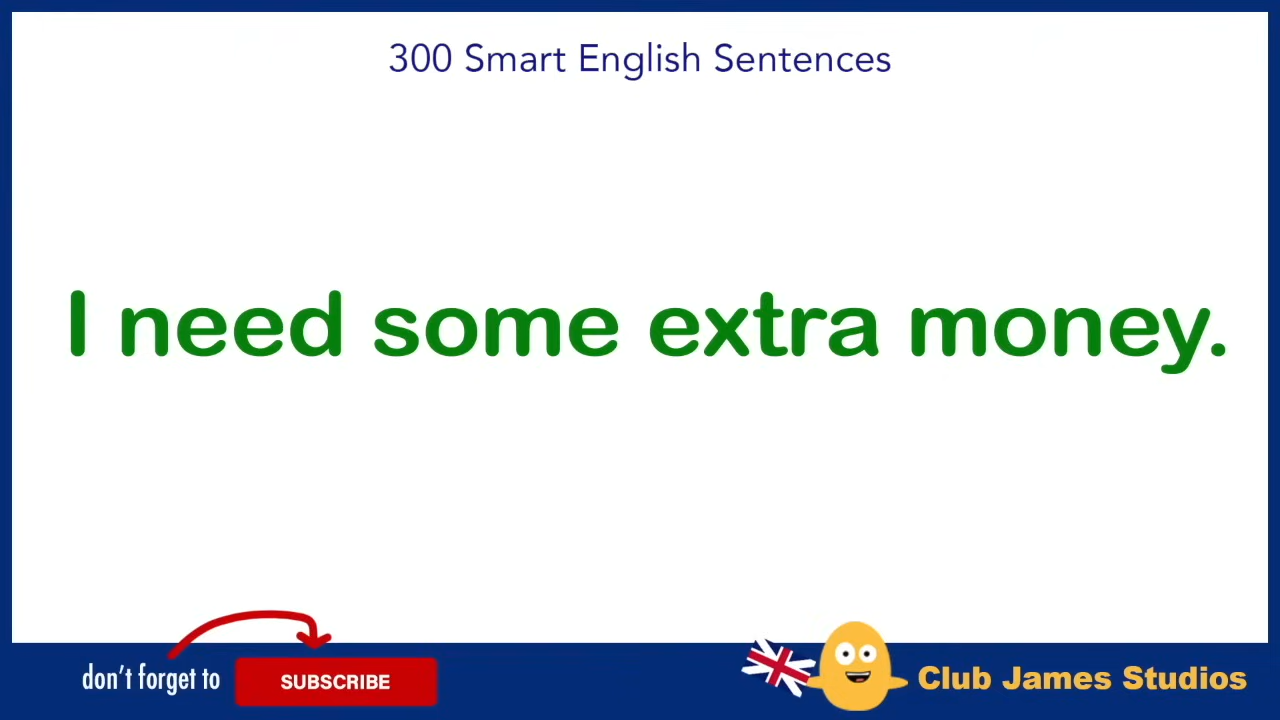 300 Smart English Sentences
I need some extra money.
don't forget to
SUBSCRIBE
Club James Studios